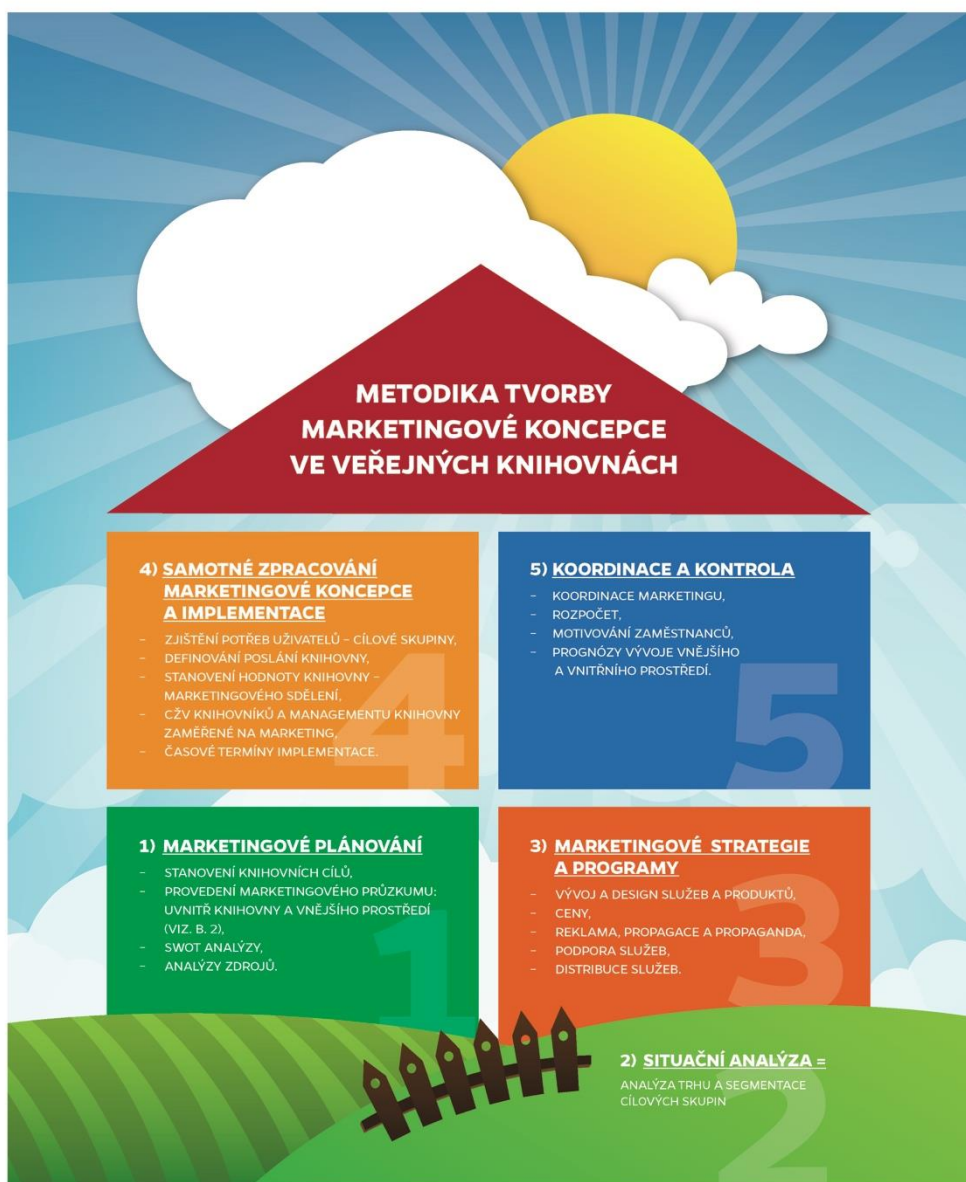 METODIKA TVORBY
MARKETINGOVÉ KONCEPCE
VE VEŘEJNÝCH KNIHOVNÁCH
4) SAMOTNÉ ZPRACOVÁNÍ
MARKETINGOVÉ KONCEPCE
A IMPLEMENTACE
– ZJIŠTĚNÍ POTŘEB UŽIVATELŮ – CÍLOVÉ SKUPINY,
– DEFINOVÁNÍ POSLÁNÍ KNIHOVNY,
– STANOVENÍ HODNOTY KNIHOVNY –
MARKETINGOVÉHO SDĚLENÍ,
– CŽV KNIHOVNÍKŮ A MANAGEMENTU KNIHOVNY
ZAMĚŘENÉ NA MARKETING,
– ČASOVÉ TERMÍNY IMPLEMENTACE.
4
5) KOORDINACE A KONTROLA
– KOORDINACE MARKETINGU,
– ROZPOČET,
– MOTIVOVÁNÍ ZAMĚSTNANCŮ,
– PROGNÓZY VÝVOJE VNĚJŠÍHO
A VNITŘNÍHO PROSTŘEDÍ.
5
1) MARKETINGOVÉ PLÁNOVÁNÍ
– STANOVENÍ KNIHOVNÍCH CÍLŮ,
– PROVEDENÍ MARKETINGOVÉHO PRŮZKUMU:
UVNITŘ KNIHOVNY A VNĚJŠÍHO PROSTŘEDÍ
(VIZ. B. 2),
– SWOT ANALÝZY,
– ANALÝZY ZDROJŮ.
1
3) MARKETINGOVÉ STRATEGIE
A PROGRAMY
– VÝVOJ A DESIGN SLUŽEB A PRODUKTŮ,
– CENY,
– REKLAMA, PROPAGACE A PROPAGANDA,
– PODPORA SLUŽEB,
– DISTRIBUCE SLUŽEB.
3
2) SITUAČNÍ ANALÝZA =
ANALÝZA TRHU A SEGMENTACE
CÍLOVÝCH SKUPIN
2